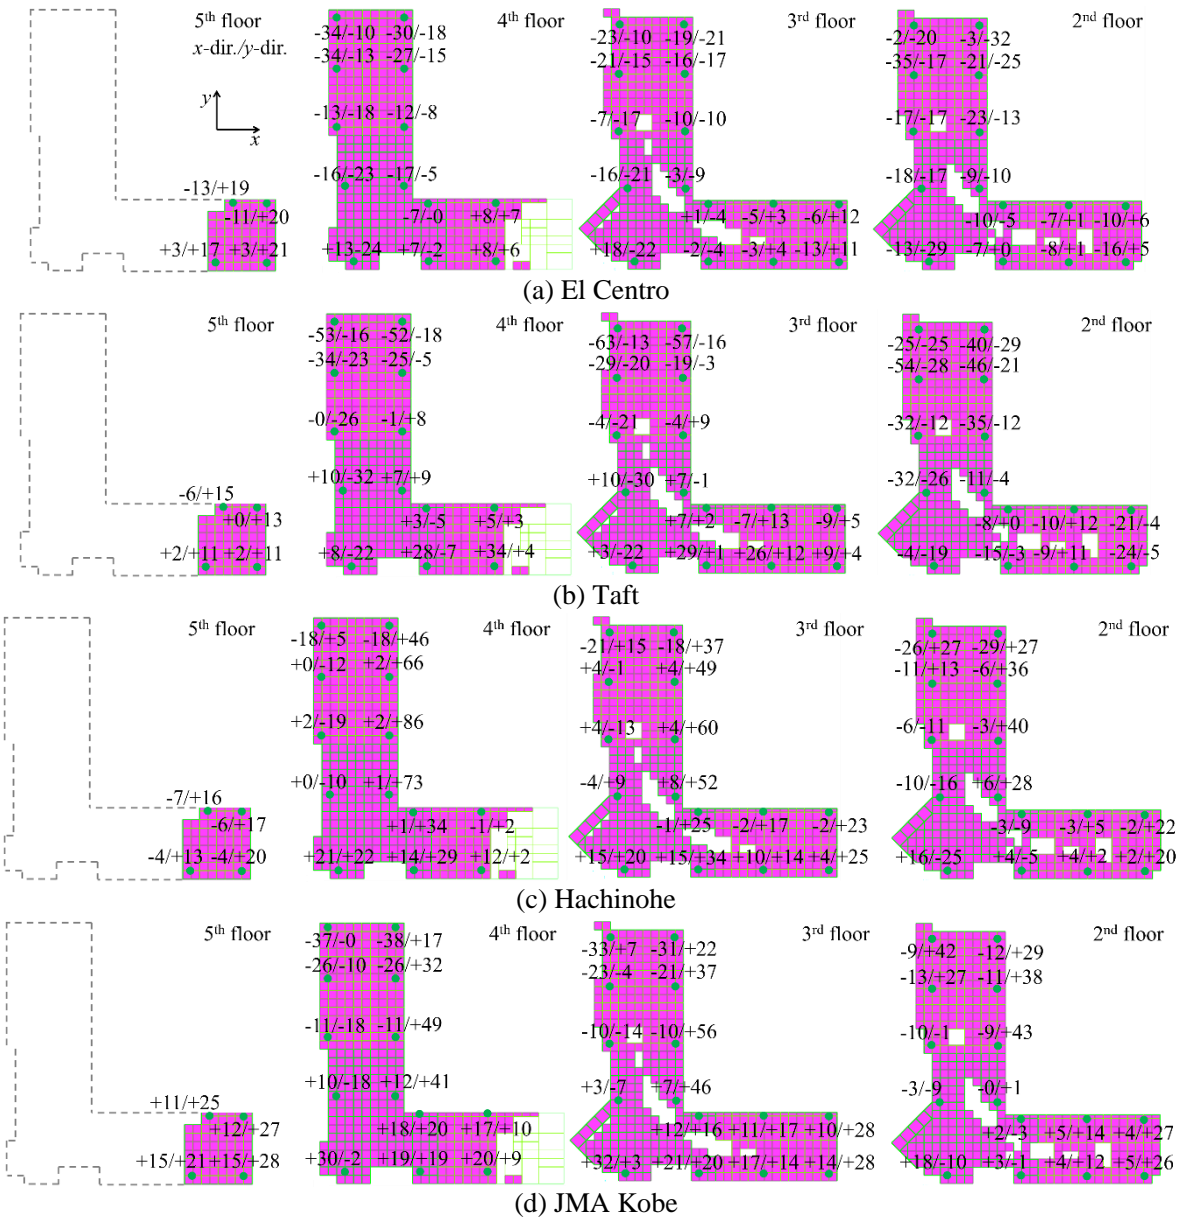 5th floor
x-dir./y-dir.
y
x
-13/+19
-11/+20
+3/+17 +3/+21
4th floor
-34/-10 -30/-18
-34/-13 -27/-15
-13/-18 -12/-8
-16/-23 -17/-5
-7/-0 +8/+7
+13-24 +7/-2 +8/+6
3rd floor
-23/-10 -19/-21
-21/-15 -16/-17
-7/-17 -10/-10
-16/-21 -3/-9
+1/-4 -5/+3 -6/+12
+18/-22 -2/-4 -3/+4 -13/+11
2nd floor
-2/-20 -3/-32
-35/-17 -21/-25
-17/-17 -23/-13
-18/-17 -9/-10
-10/-5 -7/+1 -10/+6
-13/-29 -7/+0 -8/+1 -16/+5
(a) El Centro
5th floor
-6/+15
+0/+13
+2/+11 +2/+11
4th floor
-53/-16 -52/-18
-34/-23 -25/-5
-0/-26 -1/+8
+10/-32 +7/+9
+3/-5 +5/+3
+8/-22 +28/-7 +34/+4
3rd floor
-63/-13 -57/-16
-29/-20 -19/-3
-4/-21 -4/+9
+10/-30 +7/-1
+7/+2 -7/+13 -9/+5
+3/-22 +29/+1 +26/+12 +9/+4
2nd floor
-25/-25 -40/-29
-54/-28 -46/-21
-32/-12 -35/-12
-32/-26 -11/-4
-8/+0 -10/+12 -21/-4
-4/-19 -15/-3 -9/+11 -24/-5
(b) Taft
5th floor
-7/+16
-6/+17
-4/+13 -4/+20
4th floor
-18/+5 -18/+46
+0/-12 +2/+66
+2/-19 +2/+86
+0/-10 +1/+73
+1/+34 -1/+2
+21/+22 +14/+29 +12/+2
3rd floor
-21/+15 -18/+37
+4/-1 +4/+49
+4/-13 +4/+60
-4/+9 +8/+52
-1/+25 -2/+17 -2/+23
+15/+20 +15/+34 +10/+14 +4/+25
2nd floor
-26/+27 -29/+27
-11/+13 -6/+36
-6/-11 -3/+40
-10/-16 +6/+28
-3/-9 -3/+5 -2/+22
+16/-25 +4/-5 +4/+2 +2/+20
(c) Hachinohe
5th floor
+11/+25
+12/+27
+15/+21 +15/+28
4th floor
-37/-0 -38/+17
-26/-10 -26/+32
-11/-18 -11/+49
+10/-18 +12/+41
+18/+20 +17/+10
+30/-2 +19/+19 +20/+9
3rd floor
-33/+7 -31/+22
-23/-4 -21/+37
-10/-14 -10/+56
+3/-7 +7/+46
+12/+16 +11/+17 +10/+28
+32/+3 +21/+20 +17/+14 +14/+28
2nd floor
-9/+42 -12/+29
-13/+27 -11/+38
-10/-1 -9/+43
-3/-9 -0/+1
+2/-3 +5/+14 +4/+27
+18/-10 +3/-1 +4/+12 +5/+26
(d) JMA Kobe